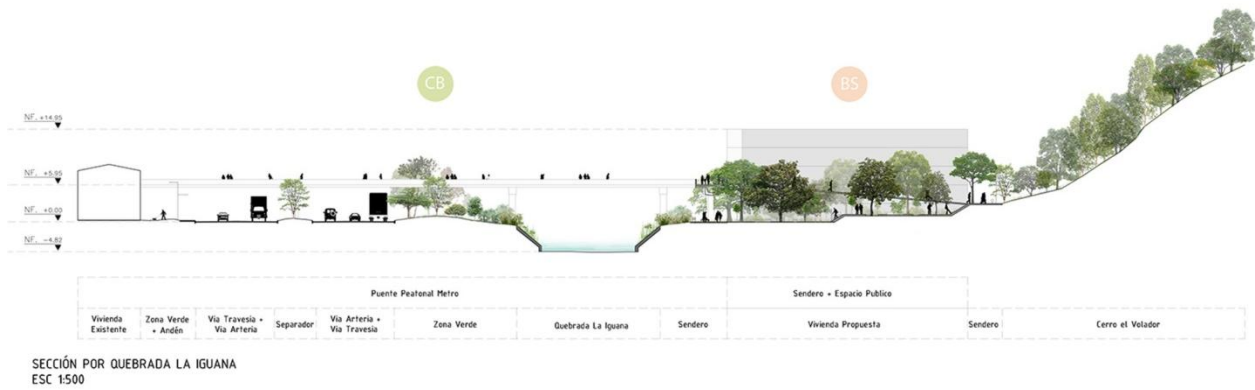 CB
BS
NF. +14.95
NF. +5.95
NF. +0.00
NF. -4.82
Puente Peatonal Metro
Sendero + Espacio Publico
Vivienda
Existente
Zona Verde
+ Andén
Via Travesia +
Via Arteria
Separador
Via Arteria +
Via Travesia
Zona Verde
Quebrada La Iguana
Sendero
Vivienda Propuesta
Sendero
Cerro el Volador
SECCIÓN POR QUEBRADA LA IGUANA
ESC 1:500